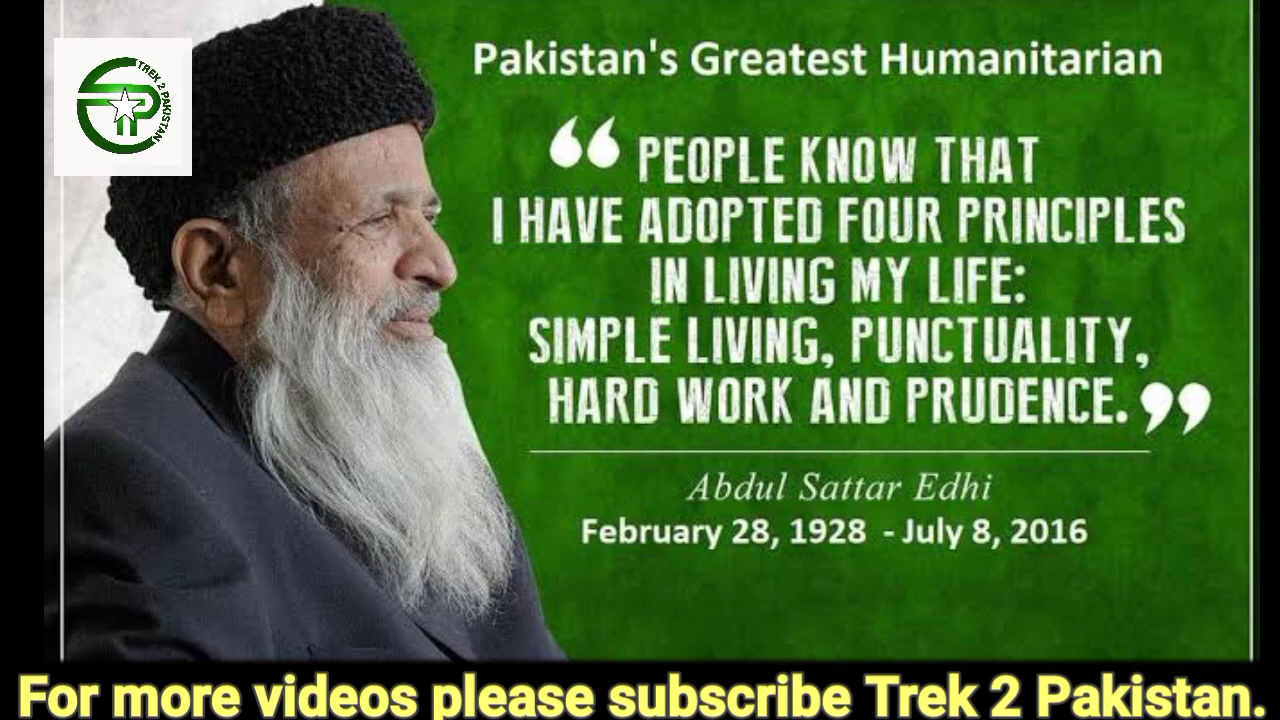 TREK 2 PAKISTAN
Pakistan's Greatest Humanitarian
“ PEOPLE KNOW THAT
I HAVE ADOPTED FOUR PRINCIPLES
IN LIVING MY LIFE:
SIMPLE LIVING, PUNCTUALITY,
HARD WORK AND PRUDENCE. ”
Abdul Sattar Edhi
February 28, 1928 - July 8, 2016
For more videos please subscribe Trek 2 Pakistan.